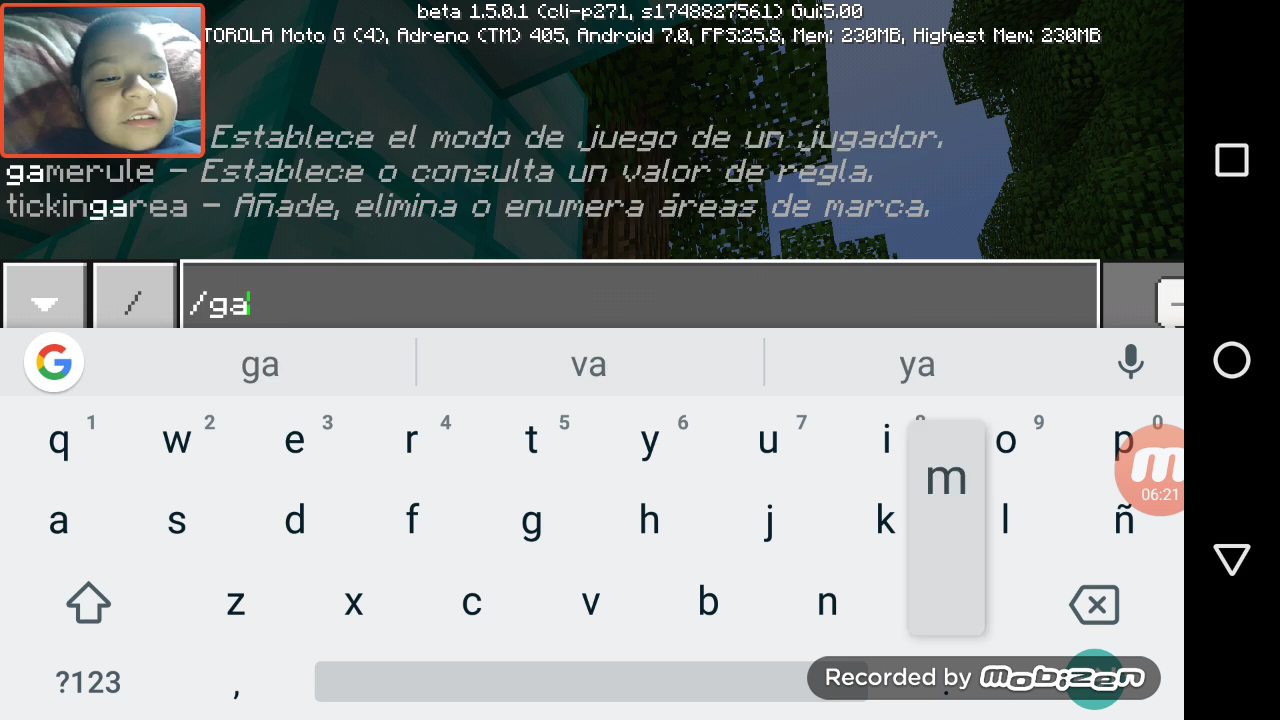 beta 1.5.0.1 (cli-p271, s1748827561) Gui:5.00
TOROLA Moto G (4), Adreno (TM) 405, Android 7.0, FPS:25.8, Mem: 230MB, Highest Mem: 230MB
Establece el modo de juego de un jugador.
gamerule - Establece o consulta un valor de regla.
tickingarea - Añade, elimina o enumera áreas de marca.
/ /ga
G ga va ya
1 2 3 4 5 6 7 9 0
q w e r t y u i o p
m
06:21
a s d f g h j k l ñ
z x c v b n
?123 , .
Recorded by mobizen